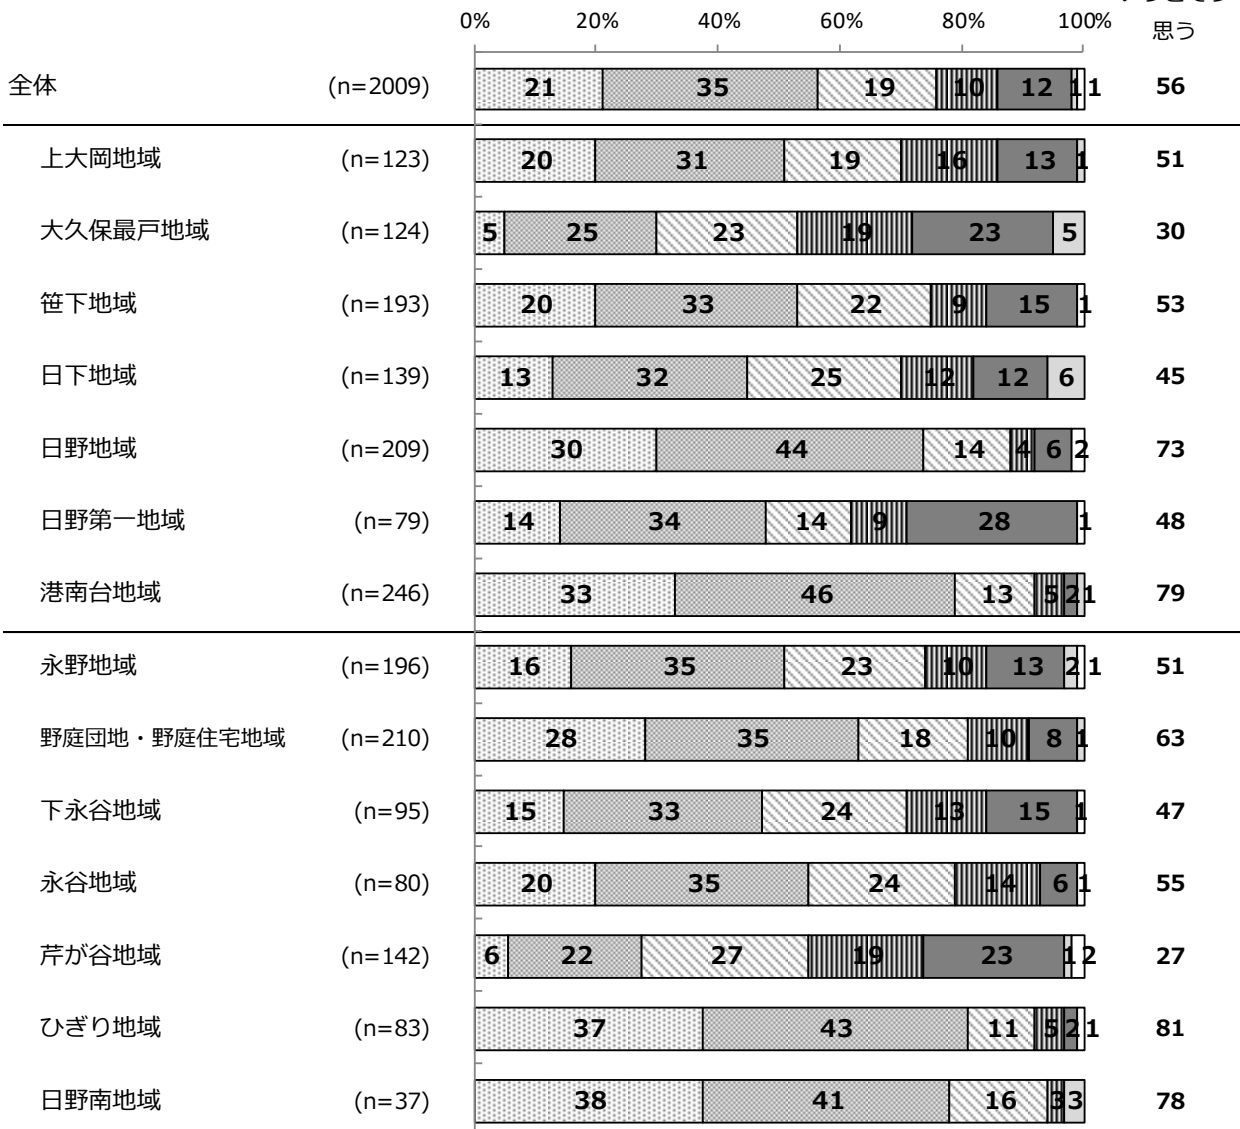 0% 20% 40% 60% 80% 100%
思う
全体 (n=2009) 21 35 19 10 12 1 1 56
上大岡地域 (n=123) 20 31 19 16 13 1 51
大久保最戸地域 (n=124) 5 25 23 19 23 5 30
笹下地域 (n=193) 20 33 22 9 15 1 53
日下地域 (n=139) 13 32 25 12 12 6 45
日野地域 (n=209) 30 44 14 4 6 2 73
日野第一地域 (n=79) 14 34 14 9 28 1 48
港南台地域 (n=246) 33 46 13 5 2 1 79
永野地域 (n=196) 16 35 23 10 13 2 1 51
野庭団地・野庭住宅地域 (n=210) 28 35 18 10 8 1 63
下永谷地域 (n=95) 15 33 24 13 15 1 47
永谷地域 (n=80) 20 35 24 14 6 1 55
芹が谷地域 (n=142) 6 22 27 19 23 1 2 27
ひぎり地域 (n=83) 37 43 11 5 2 1 81
日野南地域 (n=37) 38 41 16 3 3 78